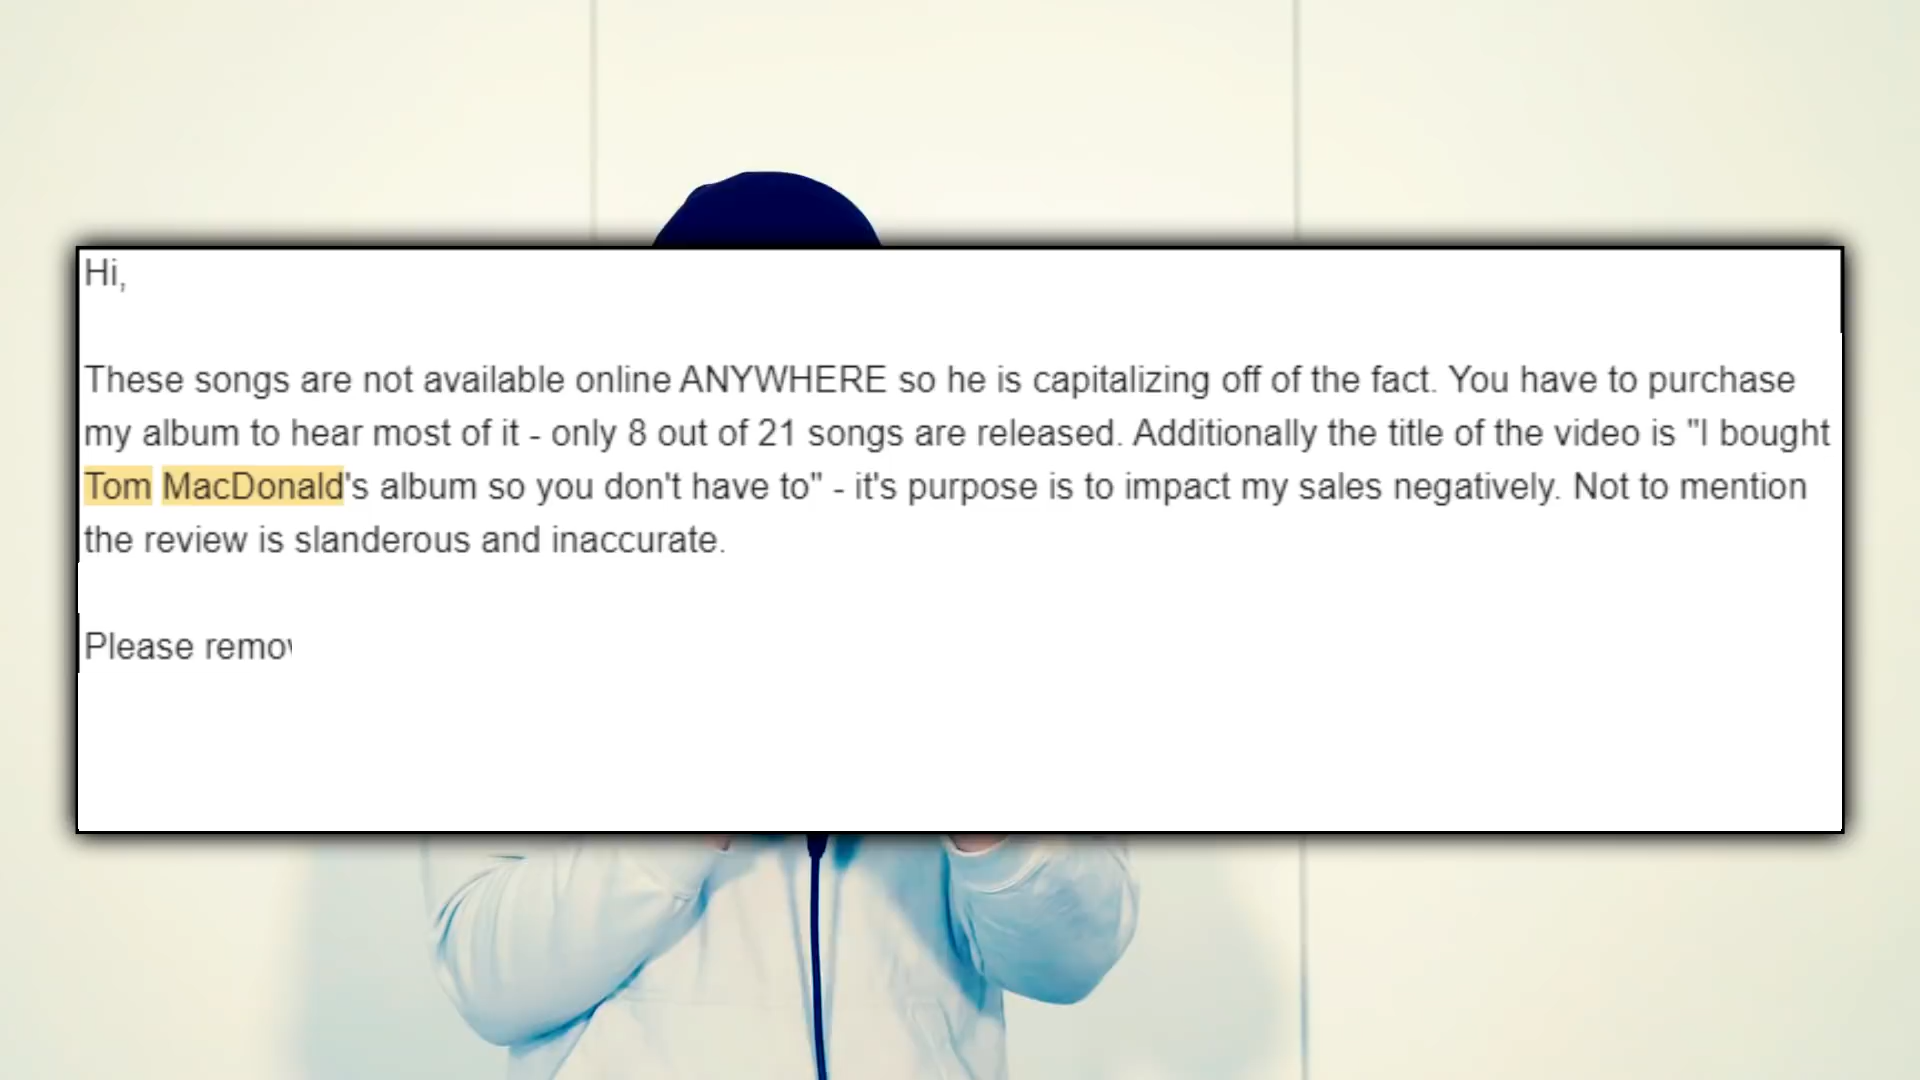 Hi,
These songs are not available online ANYWHERE so he is capitalizing off of the fact. You have to purchase
my album to hear most of it - only 8 out of 21 songs are released. Additionally the title of the video is "I bought
Tom MacDonald's album so you don't have to" - it's purpose is to impact my sales negatively. Not to mention
the review is slanderous and inaccurate.
Please remov